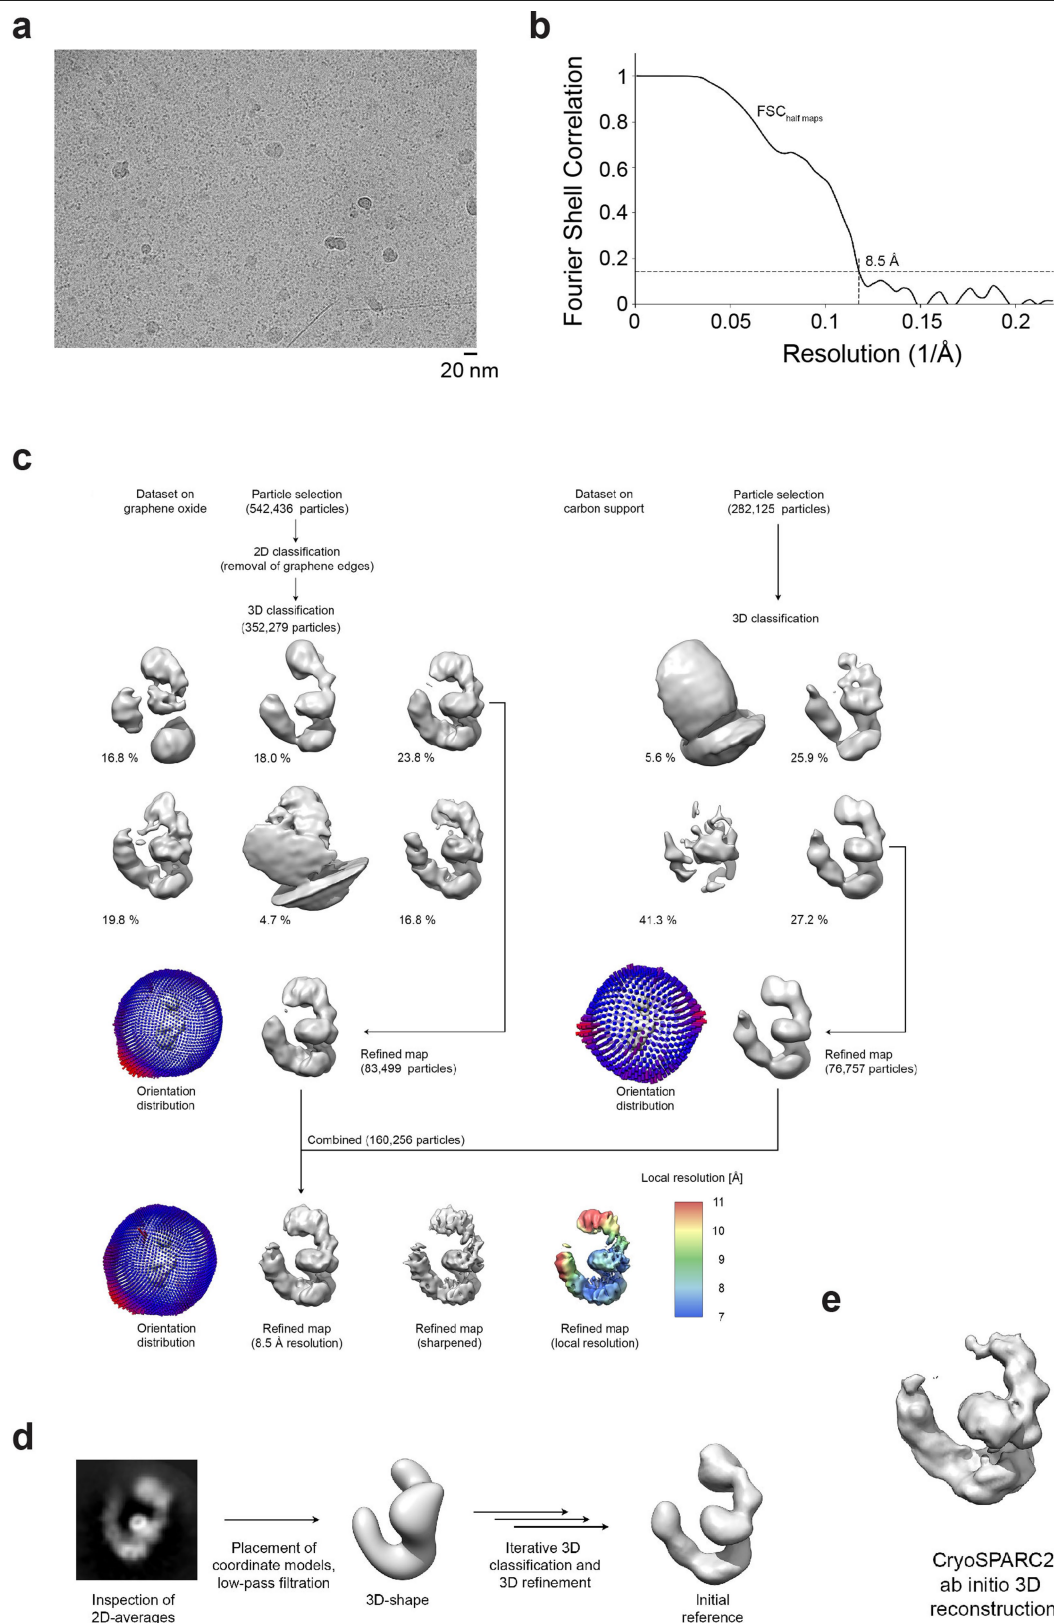 a
20 nm
b
Fourier Shell Correlation
1
0.8
0.6
0.4
0.2
0
FSC half maps
8.5 Å
0
0.05
0.1
0.15
0.2
Resolution (1/Å)
c
Dataset on
graphene oxide
Particle selection
(542,436 particles)
2D classification
(removal of graphene edges)
3D classification
(352,279 particles)
16.8 %
18.0 %
23.8 %
19.8 %
4.7 %
16.8 %
Orientation
distribution
Refined map
(83,499 particles)
Dataset on
carbon support
Particle selection
(282,125 particles)
3D classification
5.6 %
25.9 %
41.3 %
27.2 %
Orientation
distribution
Refined map
(76,757 particles)
Combined (160,256 particles)
Orientation
distribution
Refined map
(8.5 Å resolution)
Refined map
(sharpened)
Refined map
(local resolution)
Local resolution [Å]
11
10
9
8
7
d
Inspection of
2D-averages
Placement of
coordinate models,
low-pass filtration
3D-shape
Iterative 3D
classification and
3D refinement
Initial
reference
e
CryoSPARC2
ab initio 3D
reconstruction